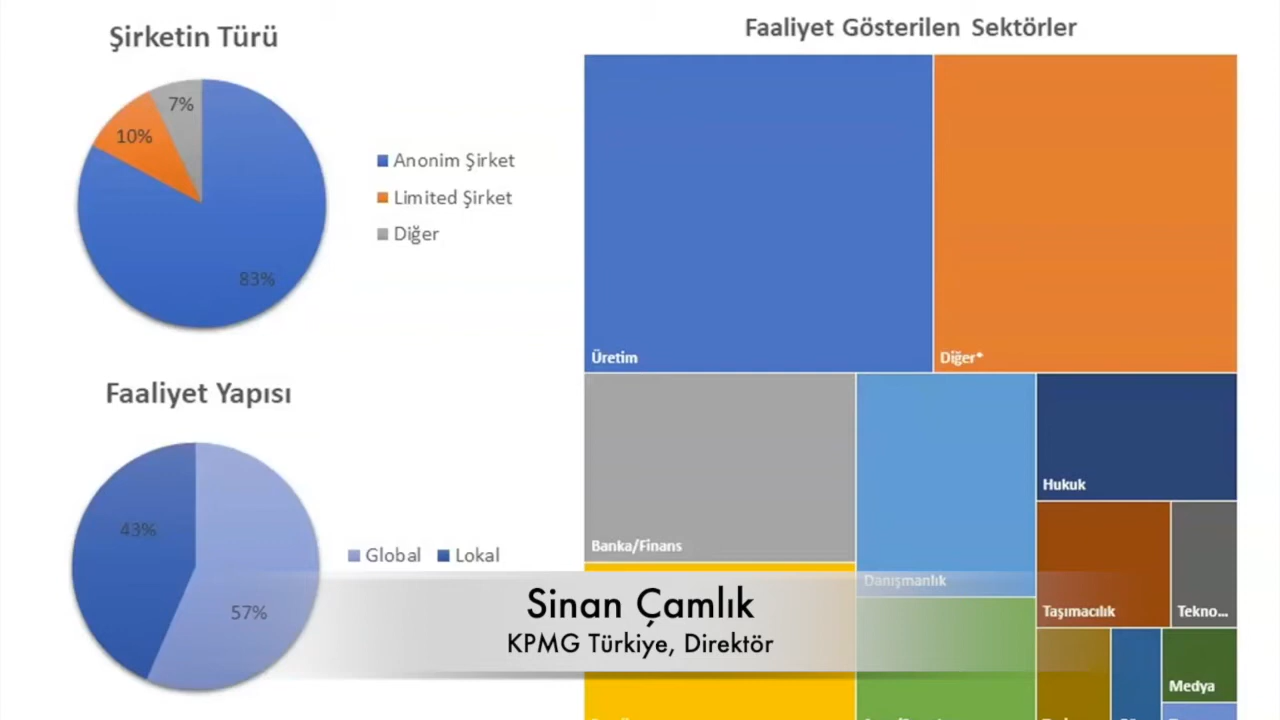 Şirketin Türü
7%
10%
83%
Anonim Şirket
Limited Şirket
Diğer
Faaliyet Yapısı
43%
57%
Global
Lokal
Faaliyet Gösterilen Sektörler
Üretim
Diğer*
Banka/Finans
Danışmanlık
Hukuk
Taşımacılık
Tekno...
Medya
Sinan Çamlık
KPMG Türkiye, Direktör